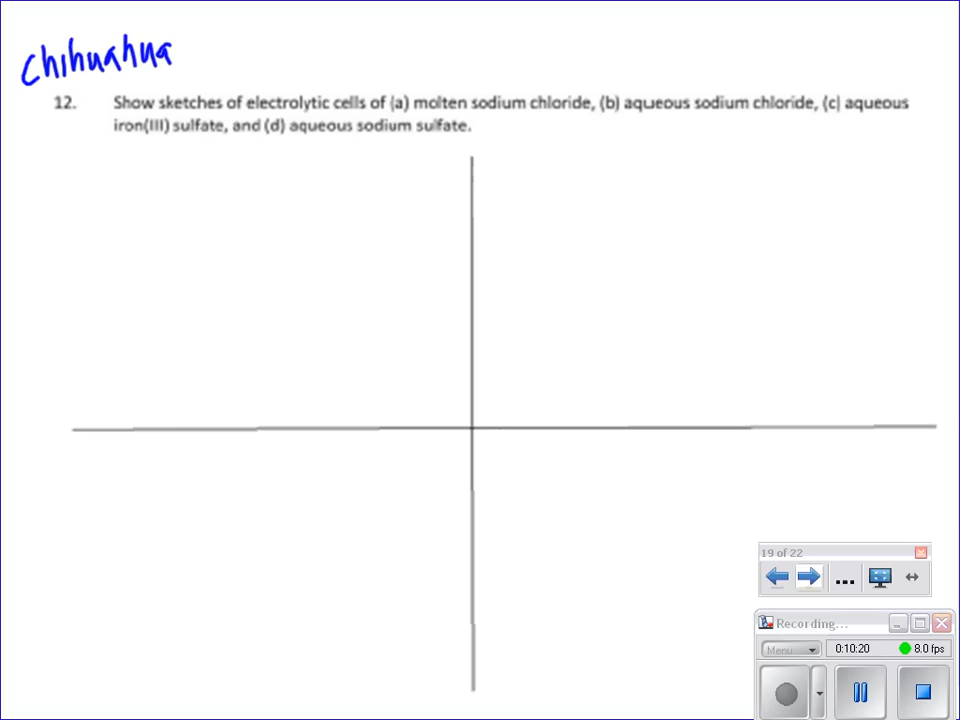 Chihuahua
12. Show sketches of electrolytic cells of (a) molten sodium chloride, (b) aqueous sodium chloride, (c) aqueous
iron(III) sulfate, and (d) aqueous sodium sulfate.
19 of 22
...
Recording...
Menu 0:10:20 8.0 fps